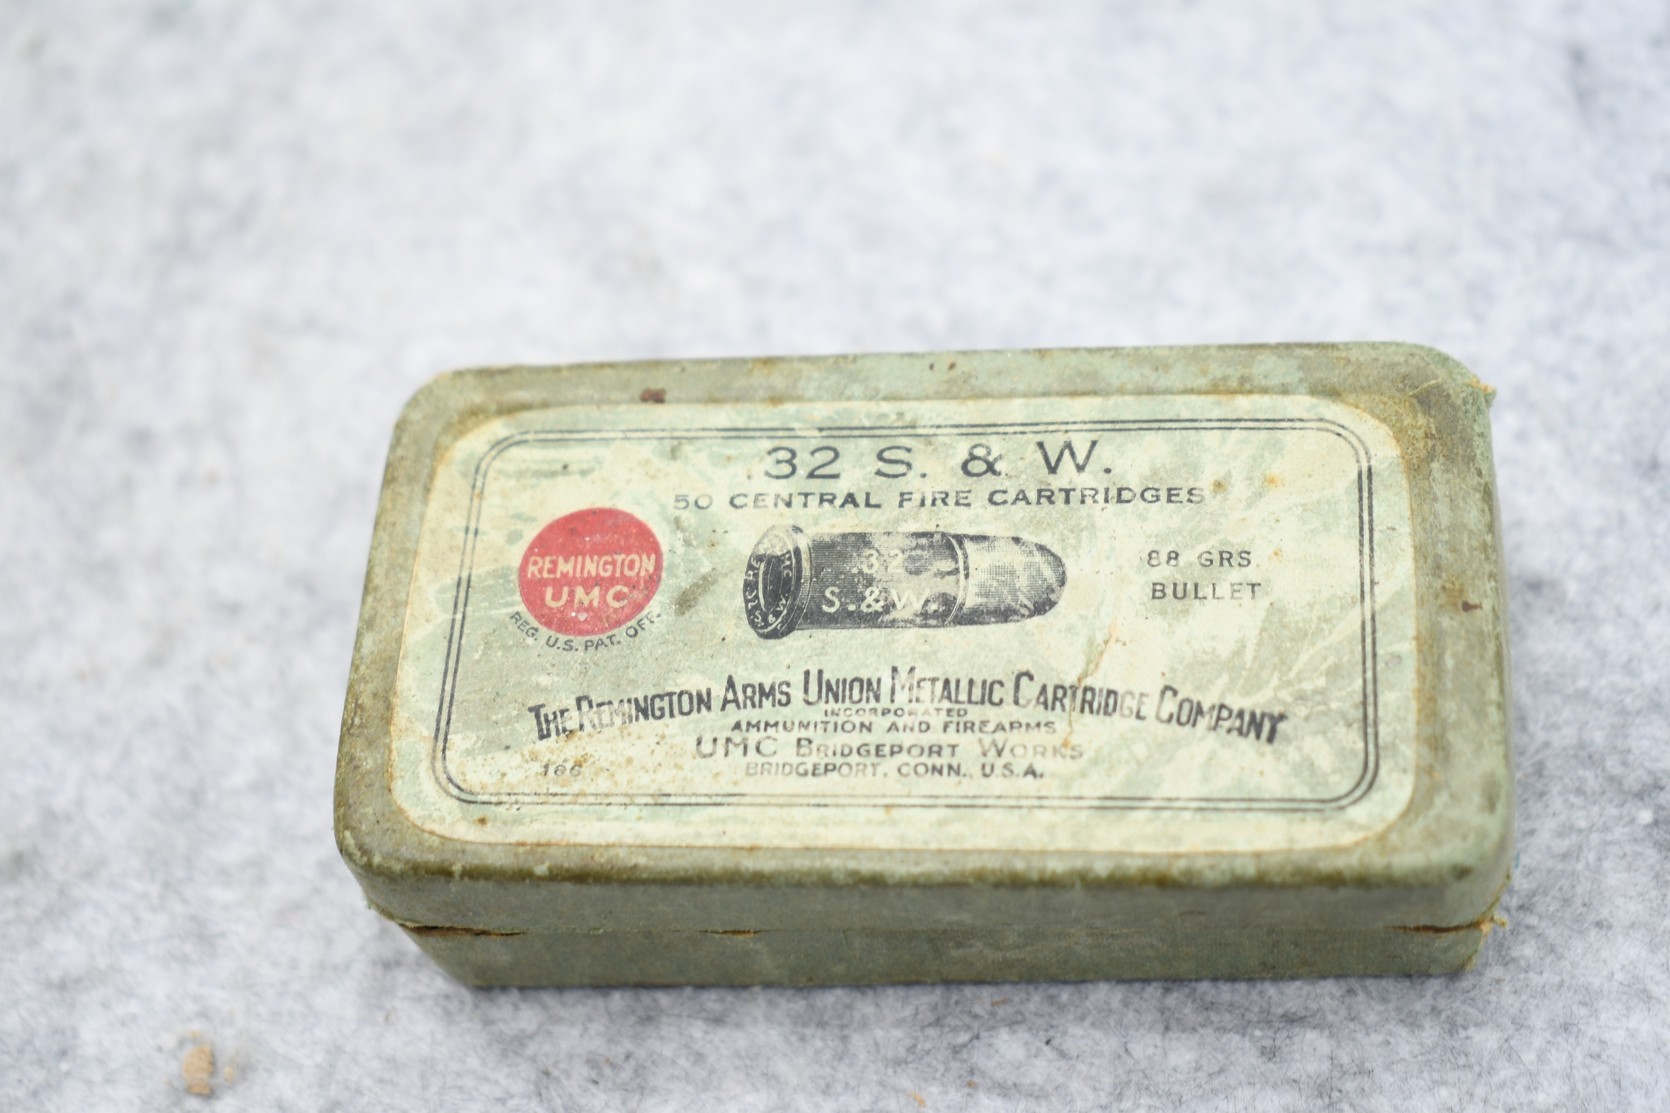 .32 S. & W.
50 CENTRAL FIRE CARTRIDGES
REMINGTON
UMC
REG. U.S. PAT. OFF.
.32
S. & W.
88 GRS.
BULLET
THE REMINGTON ARMS UNION METALLIC CARTRIDGE COMPANY
INCORPORATED
AMMUNITION AND FIREARMS
UMC BRIDGEPORT WORKS
BRIDGEPORT, CONN., U.S.A.